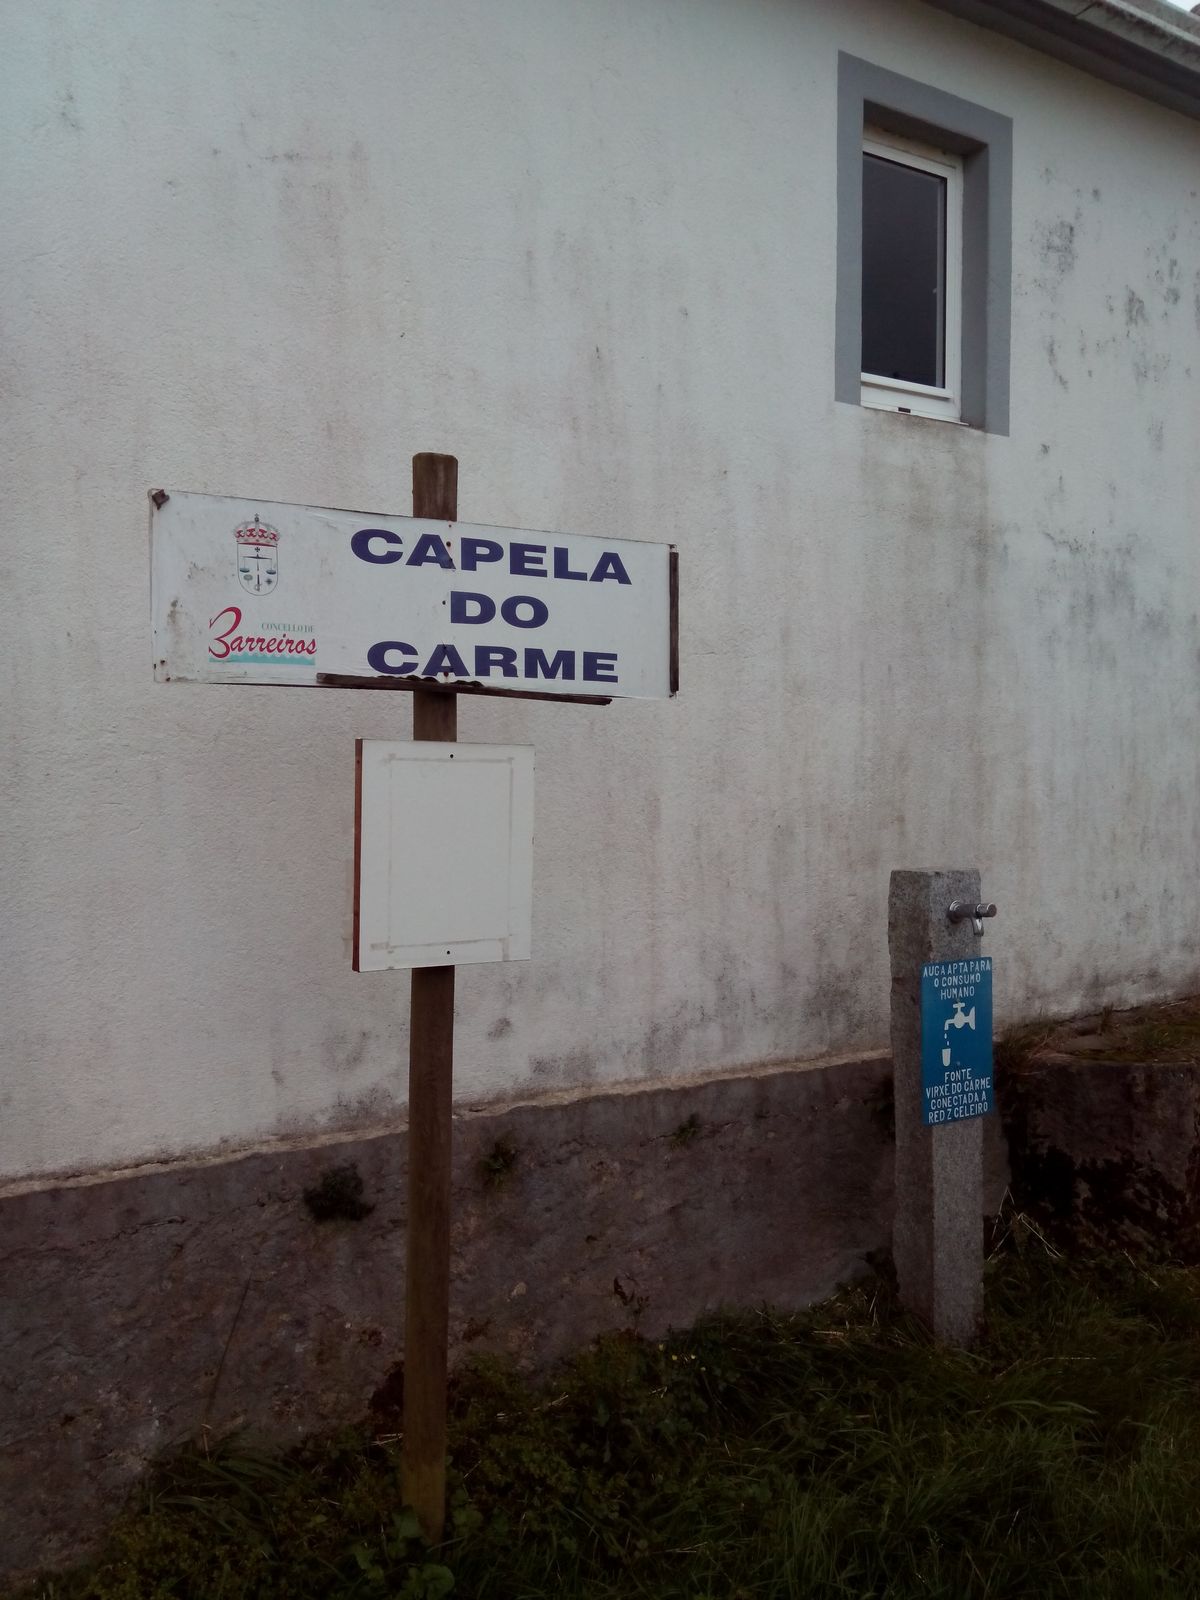 CAPELA
DO
CARME
CONCELLO DE
Barreiros
AUGA APTA PARA
O CONSUMO
HUMANO
FONTE
VIRXE DO CARME
CONECTADA A
RED Z CELEIRO